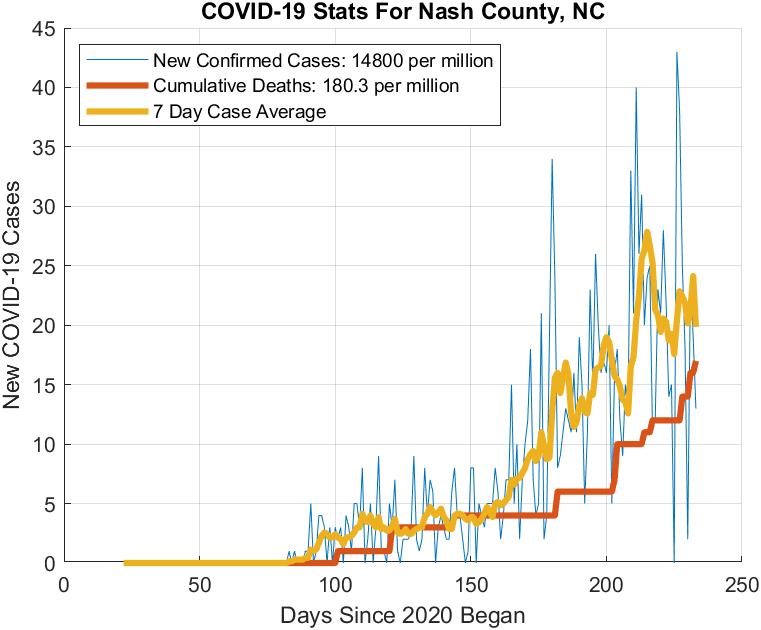 COVID-19 Stats For Nash County, NC
45
40
35
30
25
20
15
10
5
0
New COVID-19 Cases
New Confirmed Cases: 14800 per million
Cumulative Deaths: 180.3 per million
7 Day Case Average
0
50
100
150
200
250
Days Since 2020 Began